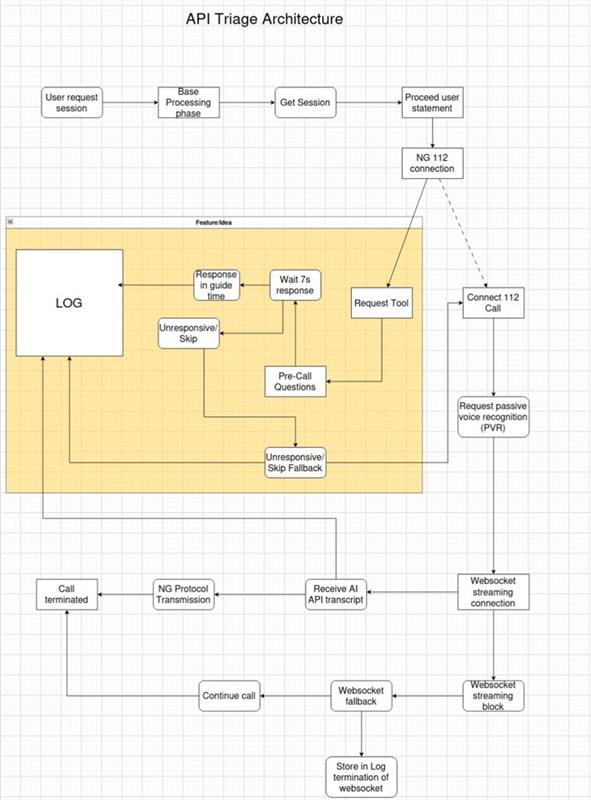 API Triage Architecture
User request
session
Base
Processing
phase
Get Session
Proceed user
statement
NG 112
connection
Feature/Idea
LOG
Response
in guide
time
Wait 7s
response
Request Tool
Connect 112
Call
Unresponsive/
Skip
Pre-Call
Questions
Request passive
voice recognition
(PVR)
Unresponsive/
Skip Fallback
Call
terminated
NG Protocol
Transmission
Receive AI
API transcript
Websocket
streaming
connection
Continue call
Websocket
fallback
Websocket
streaming
block
Store in Log
termination of
websocket